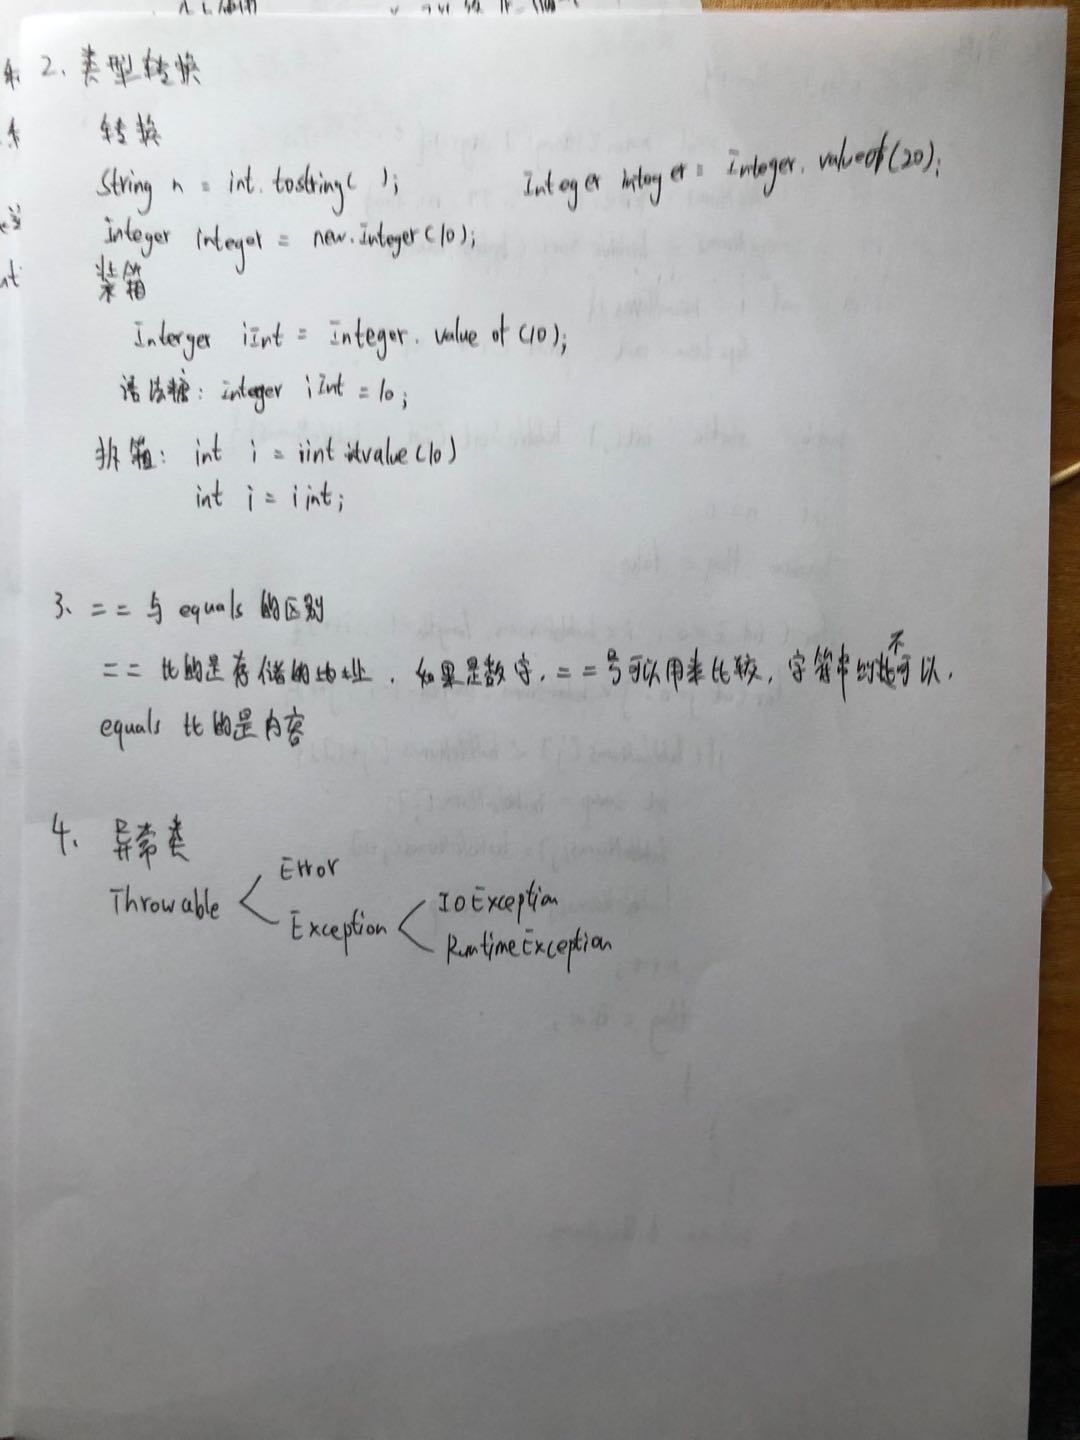 2、类型转换
转换
String n = int.tostring( );    Integer integer = Integer.valueof(20);
Integer integer = new.Integer(10);
装箱
Interger iInt = Integer.value of (10);
语法糖: integer iInt = 10;
拆箱: int i = iint value(10)
int i = iint;
3、== 与 equals 的区别
== 比的是存储的地址，如果是数字，==号可以用来比较，字符串的不可以，
equals 比的是内容
4、异常类
Error
Throwable
Exception
IOException
RuntimeException